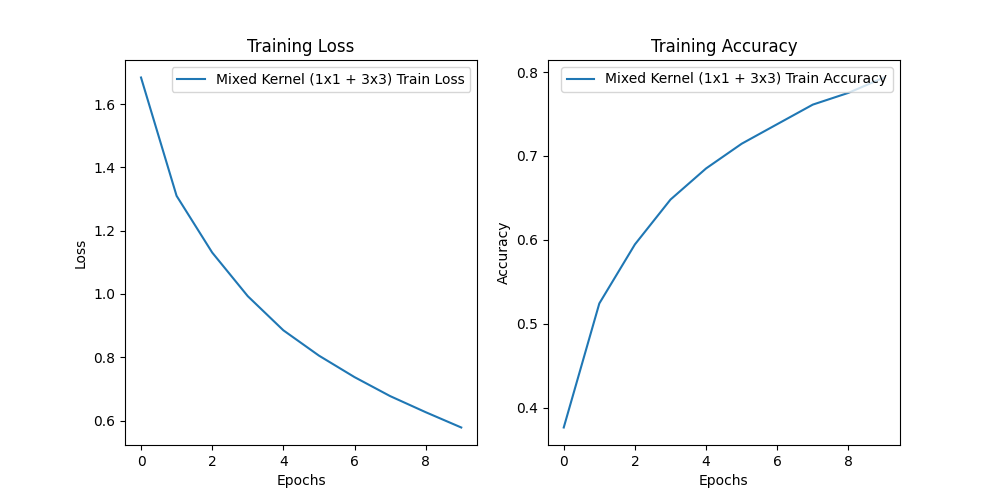 Training Loss
Mixed Kernel (1x1 + 3x3) Train Loss
1.6
1.4
1.2
1.0
0.8
0.6
Loss
0 2 4 6 8
Epochs
Training Accuracy
Mixed Kernel (1x1 + 3x3) Train Accuracy
0.8
0.7
0.6
0.5
0.4
Accuracy
0 2 4 6 8
Epochs